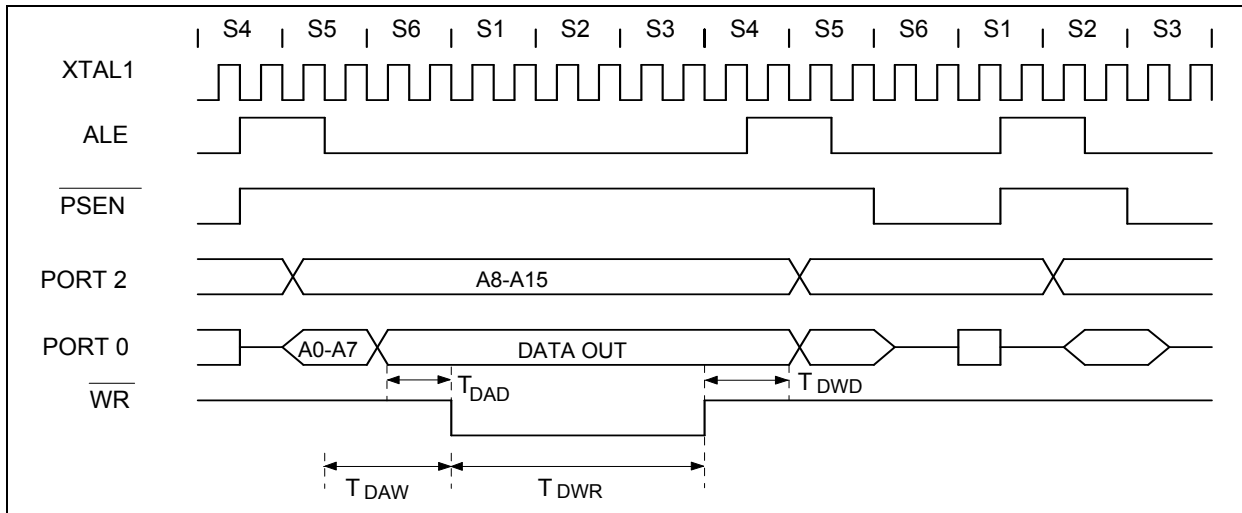 S4 S5 S6 S1 S2 S3 S4 S5 S6 S1 S2 S3
XTAL1
ALE
PSEN
PORT 2 A8-A15
PORT 0 A0-A7 DATA OUT
TDAD TDWD
WR
TDAW TDWR